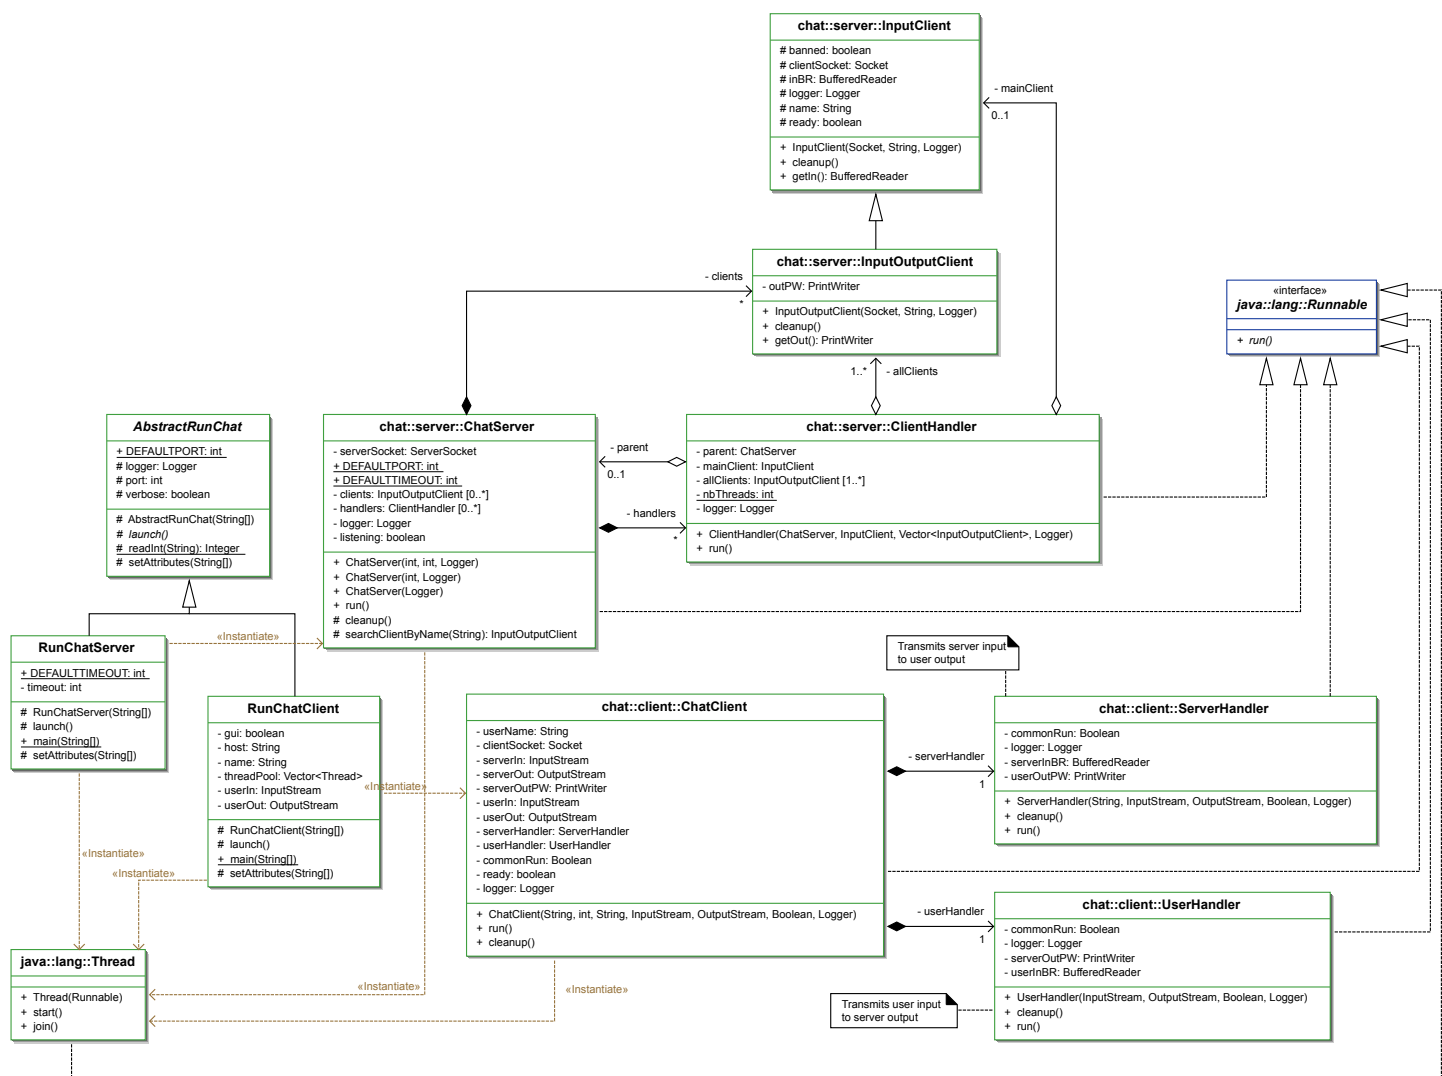 chat::server::InputClient
# banned: boolean
# clientSocket: Socket
# inBR: BufferedReader
# logger: Logger
# name: String
# ready: boolean
+ InputClient(Socket, String, Logger)
+ cleanup()
+ getIn(): BufferedReader
- mainClient
0..1
chat::server::InputOutputClient
- outPW: PrintWriter
+ InputOutputClient(Socket, String, Logger)
+ cleanup()
+ getOut(): PrintWriter
- clients
*
1..*
- allClients
«interface»
java::lang::Runnable
+ run()
AbstractRunChat
+ DEFAULTPORT: int
# logger: Logger
# port: int
# verbose: boolean
# AbstractRunChat(String[])
# launch()
# readInt(String): Integer
# setAttributes(String[])
chat::server::ChatServer
- serverSocket: ServerSocket
+ DEFAULTPORT: int
+ DEFAULTTIMEOUT: int
- clients: InputOutputClient [0..*]
- handlers: ClientHandler [0..*]
- logger: Logger
- listening: boolean
+ ChatServer(int, int, Logger)
+ ChatServer(int, Logger)
+ ChatServer(Logger)
+ run()
# cleanup()
# searchClientByName(String): InputOutputClient
- parent
0..1
- handlers
*
chat::server::ClientHandler
- parent: ChatServer
- mainClient: InputClient
- allClients: InputOutputClient [1..*]
- nbThreads: int
- logger: Logger
+ ClientHandler(ChatServer, InputClient, Vector<InputOutputClient>, Logger)
+ run()
RunChatServer
+ DEFAULTTIMEOUT: int
- timeout: int
# RunChatServer(String[])
# launch()
+ main(String[])
# setAttributes(String[])
«Instantiate»
RunChatClient
- gui: boolean
- host: String
- name: String
- threadPool: Vector<Thread>
- userIn: InputStream
- userOut: OutputStream
# RunChatClient(String[])
# launch()
+ main(String[])
# setAttributes(String[])
«Instantiate»
«Instantiate»
«Instantiate»
chat::client::ChatClient
- userName: String
- clientSocket: Socket
- serverIn: InputStream
- serverOut: OutputStream
- serverOutPW: PrintWriter
- userIn: InputStream
- userOut: OutputStream
- serverHandler: ServerHandler
- userHandler: UserHandler
- commonRun: Boolean
- ready: boolean
- logger: Logger
+ ChatClient(String, int, String, InputStream, OutputStream, Boolean, Logger)
+ run()
+ cleanup()
Transmits server input
to user output
- serverHandler
1
chat::client::ServerHandler
- commonRun: Boolean
- logger: Logger
- serverInBR: BufferedReader
- userOutPW: PrintWriter
+ ServerHandler(String, InputStream, OutputStream, Boolean, Logger)
+ cleanup()
+ run()
- userHandler
1
chat::client::UserHandler
- commonRun: Boolean
- logger: Logger
- serverOutPW: PrintWriter
- userInBR: BufferedReader
+ UserHandler(InputStream, OutputStream, Boolean, Logger)
+ cleanup()
+ run()
Transmits user input
to server output
java::lang::Thread
+ Thread(Runnable)
+ start()
+ join()
«Instantiate»
«Instantiate»